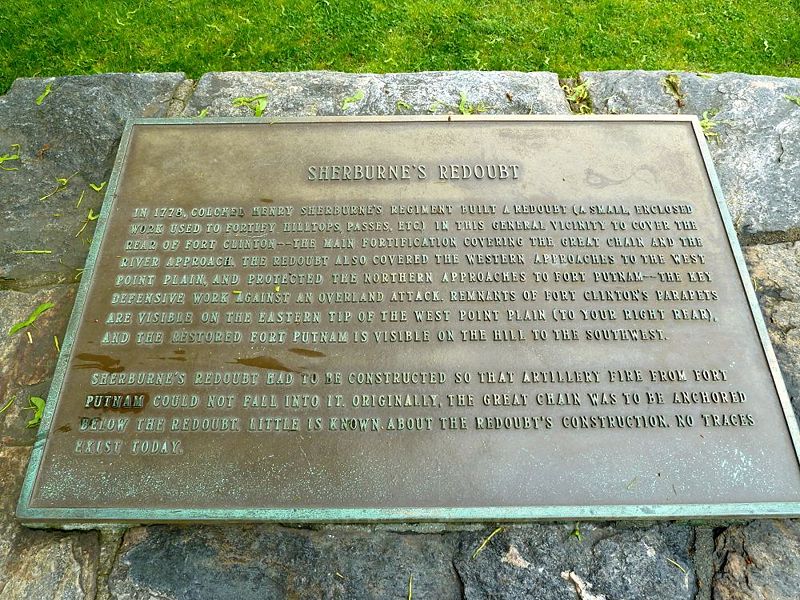 SHERBURNE'S REDOUBT
IN 1778, COLONEL HENRY SHERBURNE'S REGIMENT BUILT A REDOUBT (A SMALL, ENCLOSED
WORK USED TO FORTIFY HILLTOPS, PASSES, ETC.) IN THIS GENERAL VICINITY TO COVER THE
REAR OF FORT CLINTON--THE MAIN FORTIFICATION COVERING THE GREAT CHAIN AND THE
RIVER APPROACH. THE REDOUBT ALSO COVERED THE WESTERN APPROACHES TO THE WEST
POINT PLAIN, AND PROTECTED THE NORTHERN APPROACHES TO FORT PUTNAM--THE KEY
DEFENSIVE WORK AGAINST AN OVERLAND ATTACK. REMNANTS OF FORT CLINTON'S PARAPETS
ARE VISIBLE ON THE EASTERN TIP OF THE WEST POINT PLAIN (TO YOUR RIGHT REAR),
AND THE RESTORED FORT PUTNAM IS VISIBLE ON THE HILL TO THE SOUTHWEST.
SHERBURNE'S REDOUBT HAD TO BE CONSTRUCTED SO THAT ARTILLERY FIRE FROM FORT
PUTNAM COULD NOT FALL INTO IT. ORIGINALLY, THE GREAT CHAIN WAS TO BE ANCHORED
BELOW THE REDOUBT. LITTLE IS KNOWN ABOUT THE REDOUBT'S CONSTRUCTION. NO TRACES
EXIST TODAY.